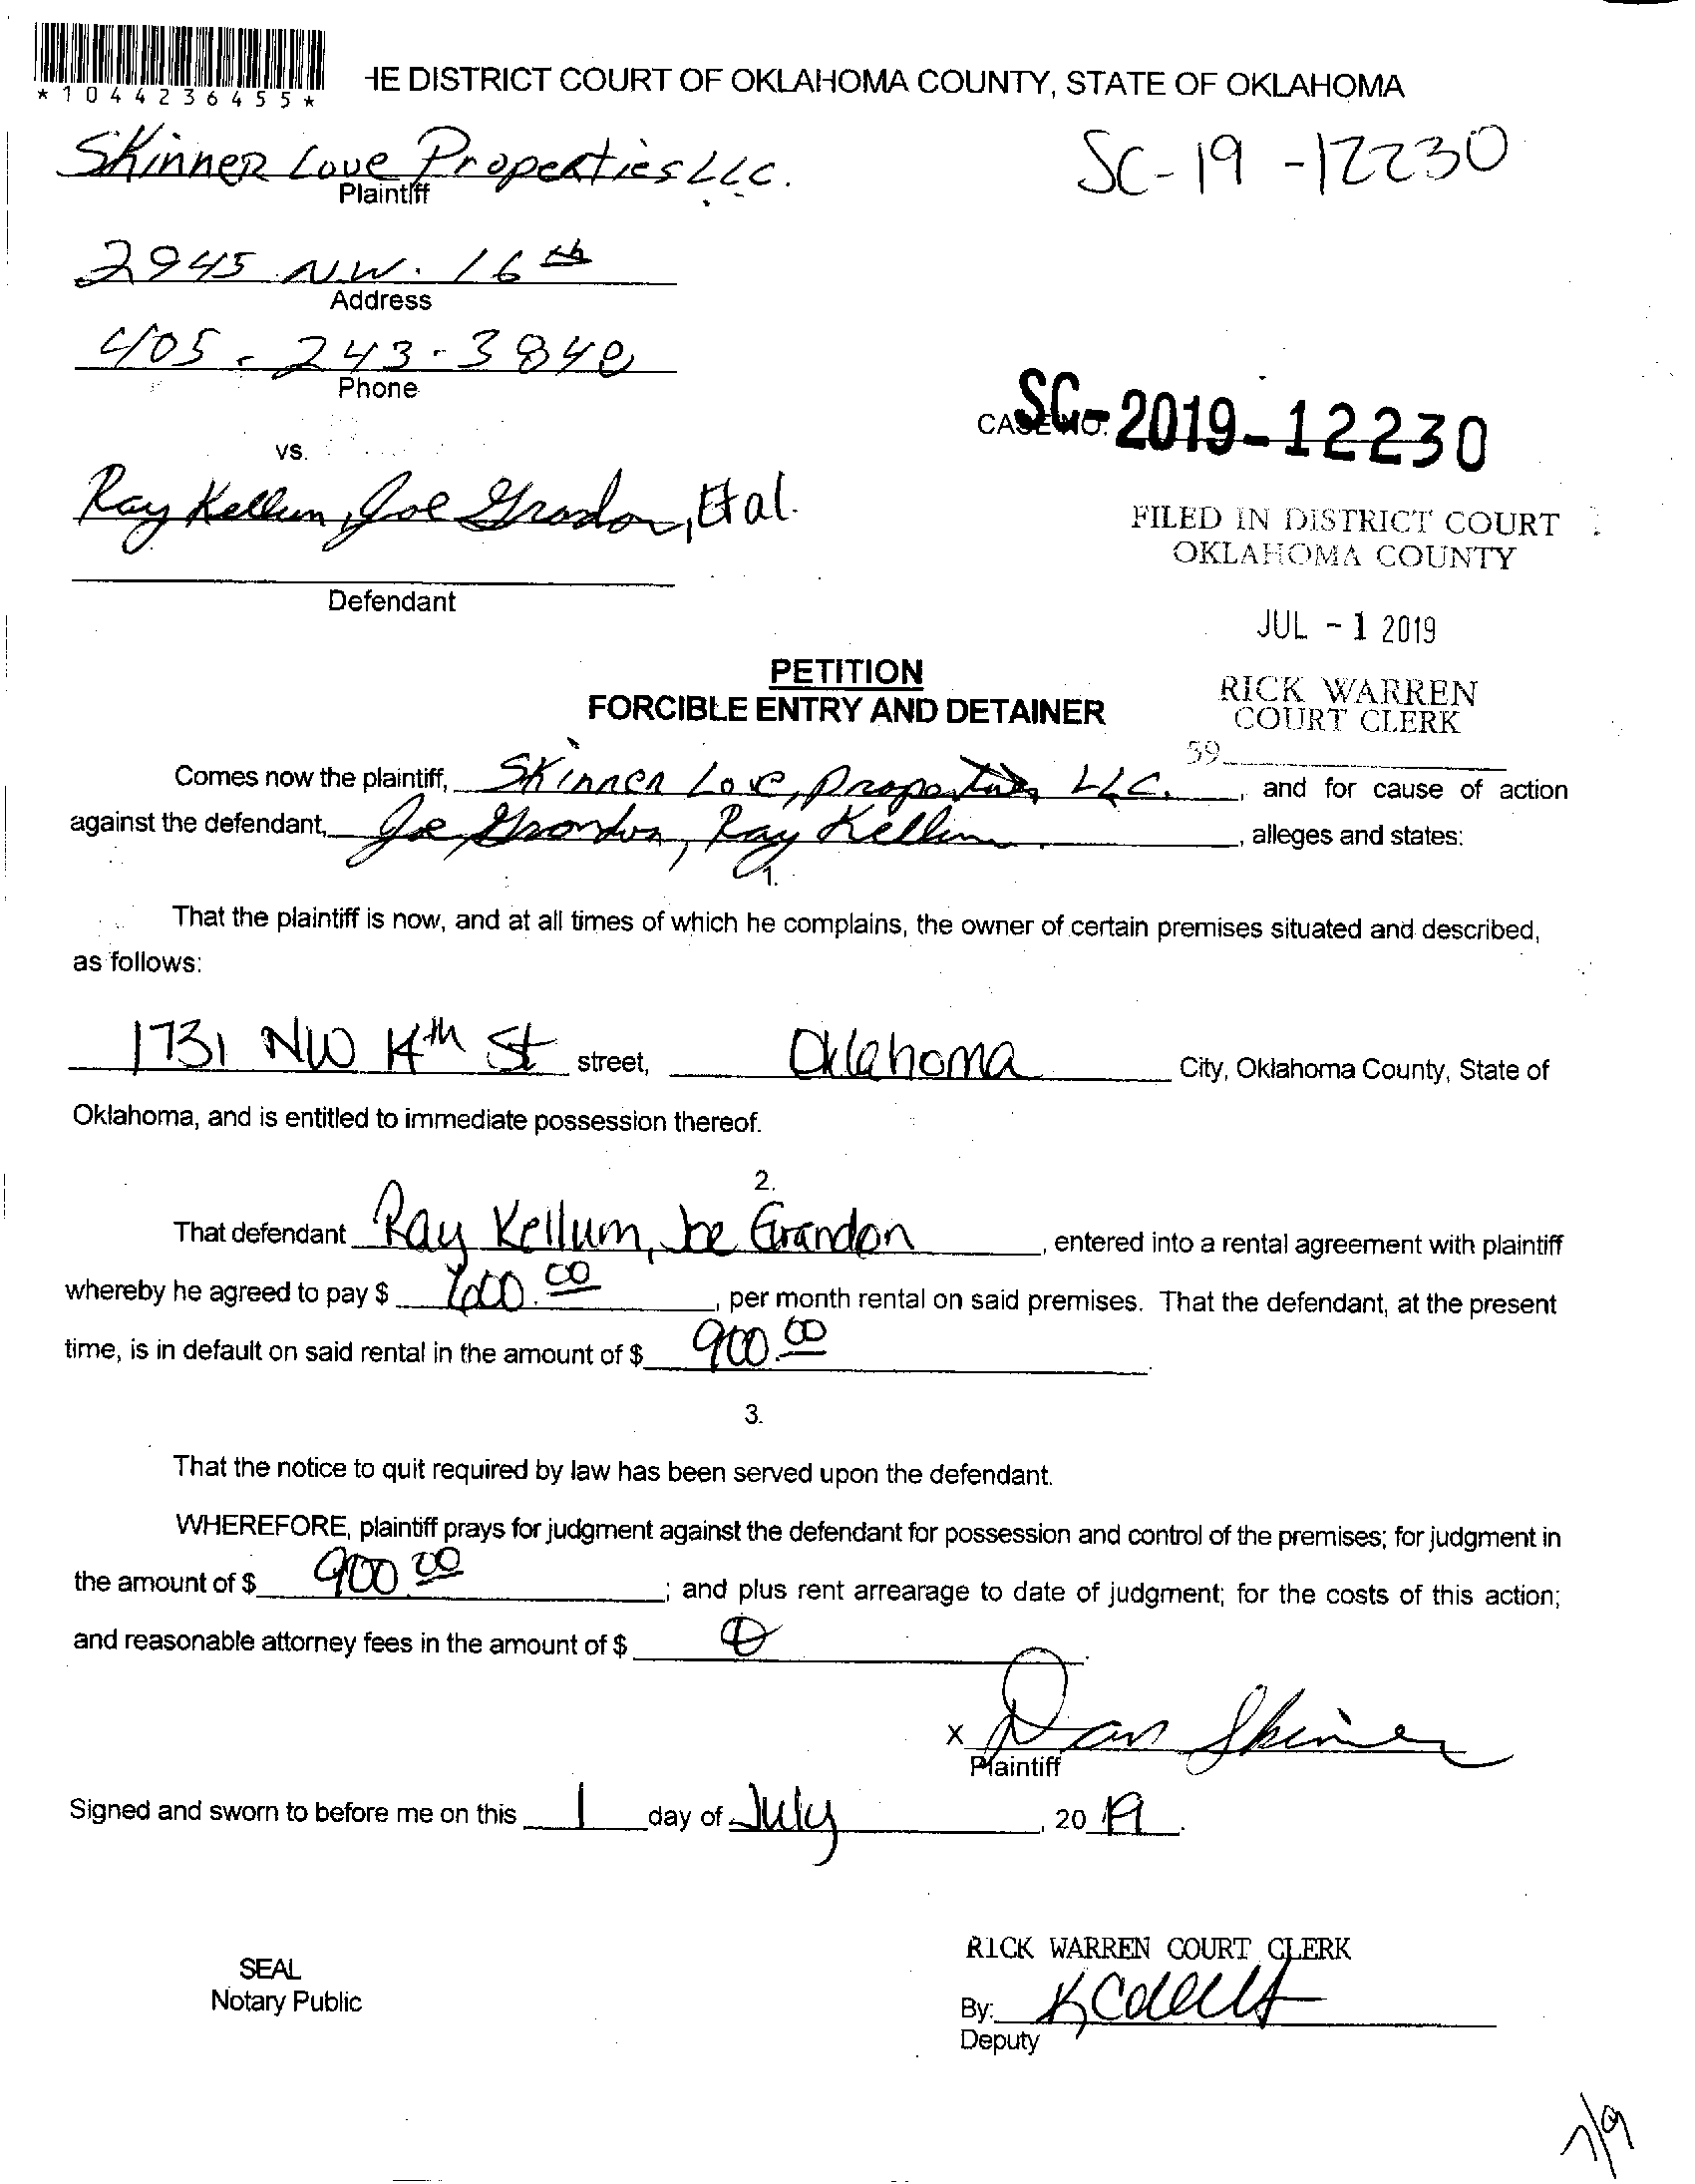 *1044236455*
HE DISTRICT COURT OF OKLAHOMA COUNTY, STATE OF OKLAHOMA
Skinner Love Properties LLC.
Plaintiff
SC-19-12230
2945 N.W. 16th
Address
405-243-3840
Phone
CASE NO. SC-2019-12230
vs.
Ray Kellum, Joe Grandon, Et al.
Defendant
FILED IN DISTRICT COURT
OKLAHOMA COUNTY
JUL - 1 2019
RICK WARREN
COURT CLERK
59
PETITION
FORCIBLE ENTRY AND DETAINER
Comes now the plaintiff, Skinner Love, Properties LLC. , and for cause of action
against the defendant, Joe Grandon, Ray Kellum , alleges and states:
1.
That the plaintiff is now, and at all times of which he complains, the owner of certain premises situated and described,
as follows:
1731 NW 14th St street, Oklahoma City, Oklahoma County, State of
Oklahoma, and is entitled to immediate possession thereof.
2.
That defendant Ray Kellum, Joe Grandon , entered into a rental agreement with plaintiff
whereby he agreed to pay $ 00 , per month rental on said premises. That the defendant, at the present
time, is in default on said rental in the amount of $ 900.00 .
3.
That the notice to quit required by law has been served upon the defendant.
WHEREFORE, plaintiff prays for judgment against the defendant for possession and control of the premises; for judgment in
the amount of $ 900 00 ; and plus rent arrearage to date of judgment; for the costs of this action;
and reasonable attorney fees in the amount of $ 0 .
X Dan Skinner
Plaintiff
Signed and sworn to before me on this 1 day of July , 20 19 .
SEAL
Notary Public
RICK WARREN COURT CLERK
By:
Deputy
7/9